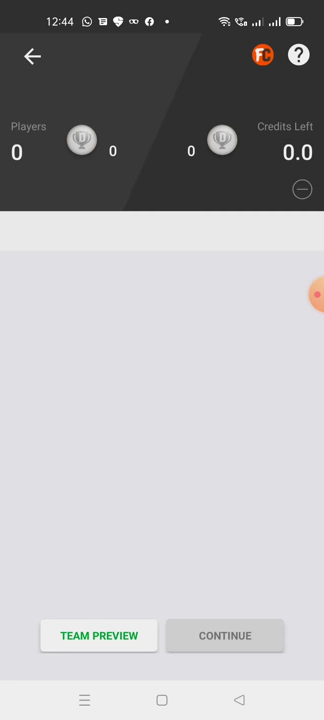 12:44
FC ?
Players
Credits Left
0 D 0 0 D 0.0
TEAM PREVIEW CONTINUE